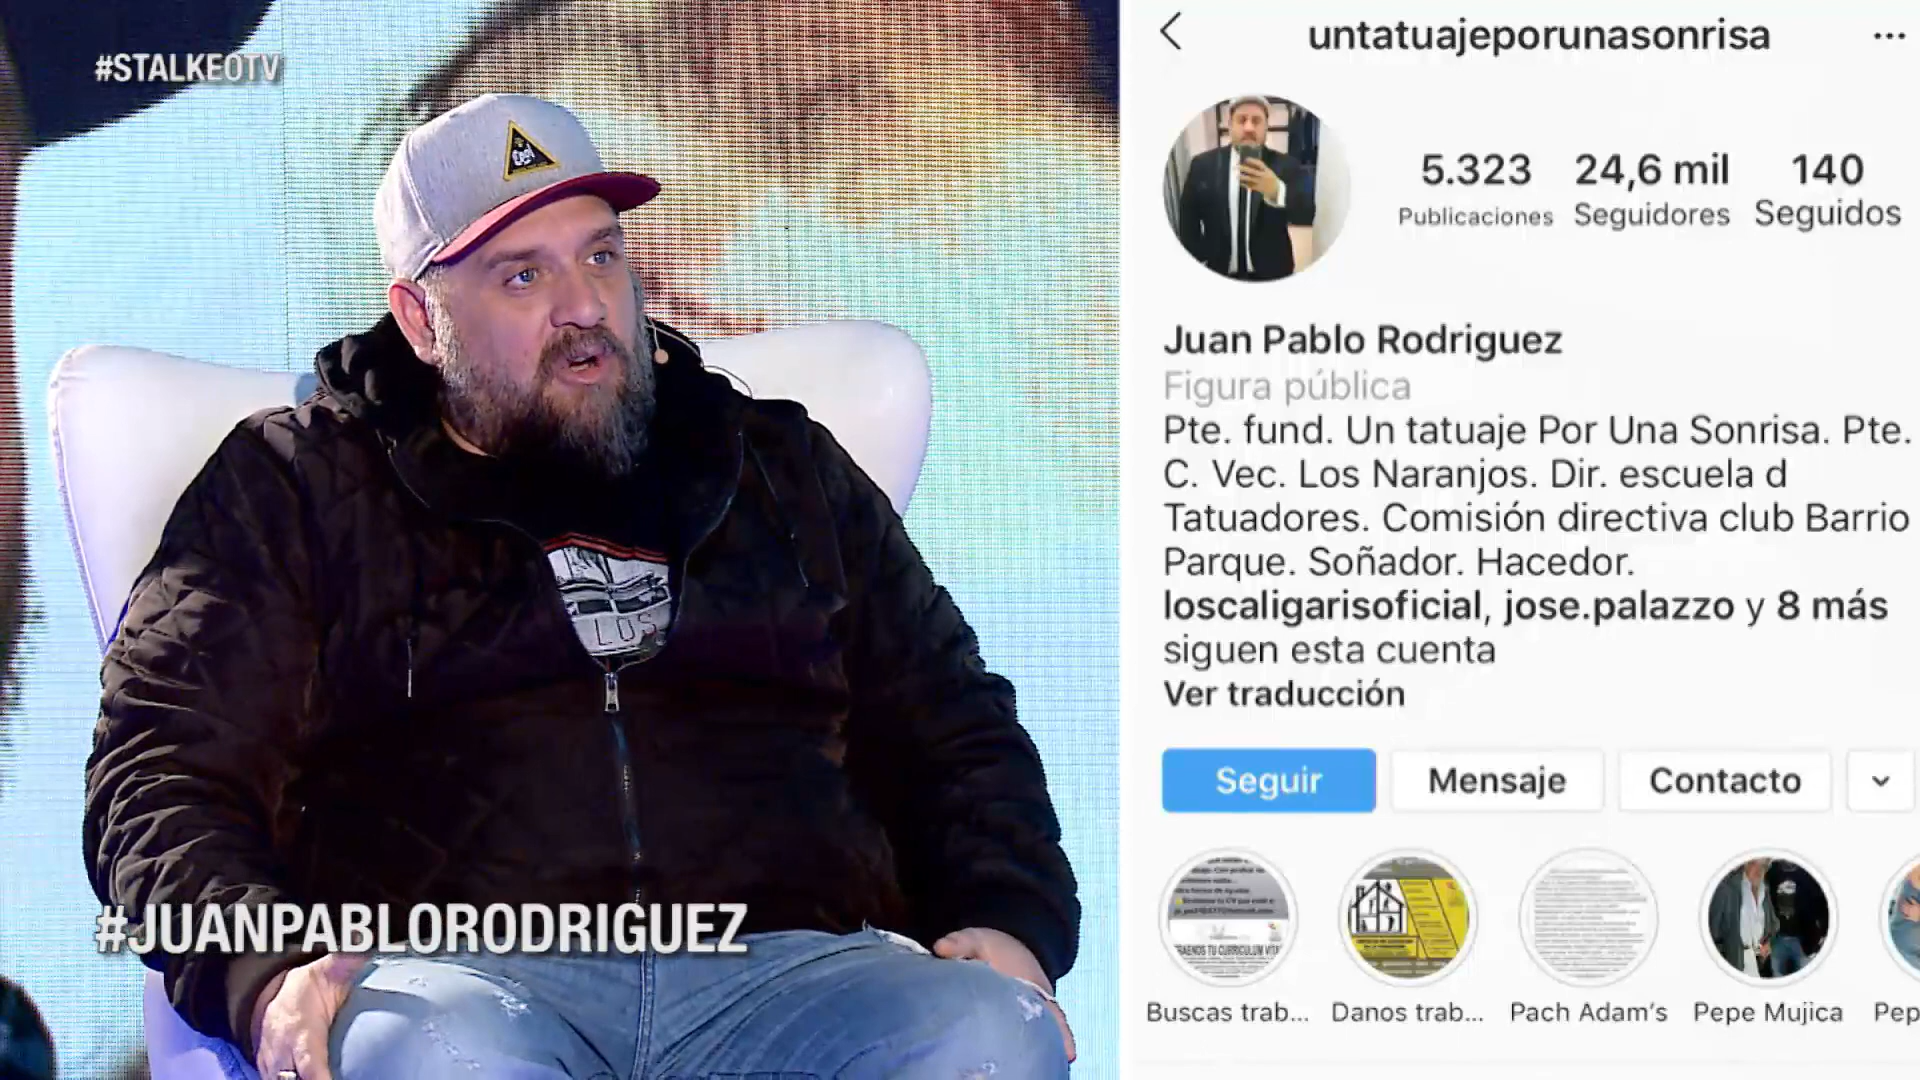 #STALKEOTV
LOS
#JUANPABLORODRIGUEZ
untatuajeporunasonrisa
5.323 24,6 mil 140
Publicaciones Seguidores Seguidos
Juan Pablo Rodriguez
Figura pública
Pte. fund. Un tatuaje Por Una Sonrisa. Pte.
C. Vec. Los Naranjos. Dir. escuela d
Tatuadores. Comisión directiva club Barrio
Parque. Soñador. Hacedor.
loscaligarisoficial, jose.palazzo y 8 más
siguen esta cuenta
Ver traducción
Seguir Mensaje Contacto
Buscas trab... Danos trab... Pach Adam's Pepe Mujica Pep